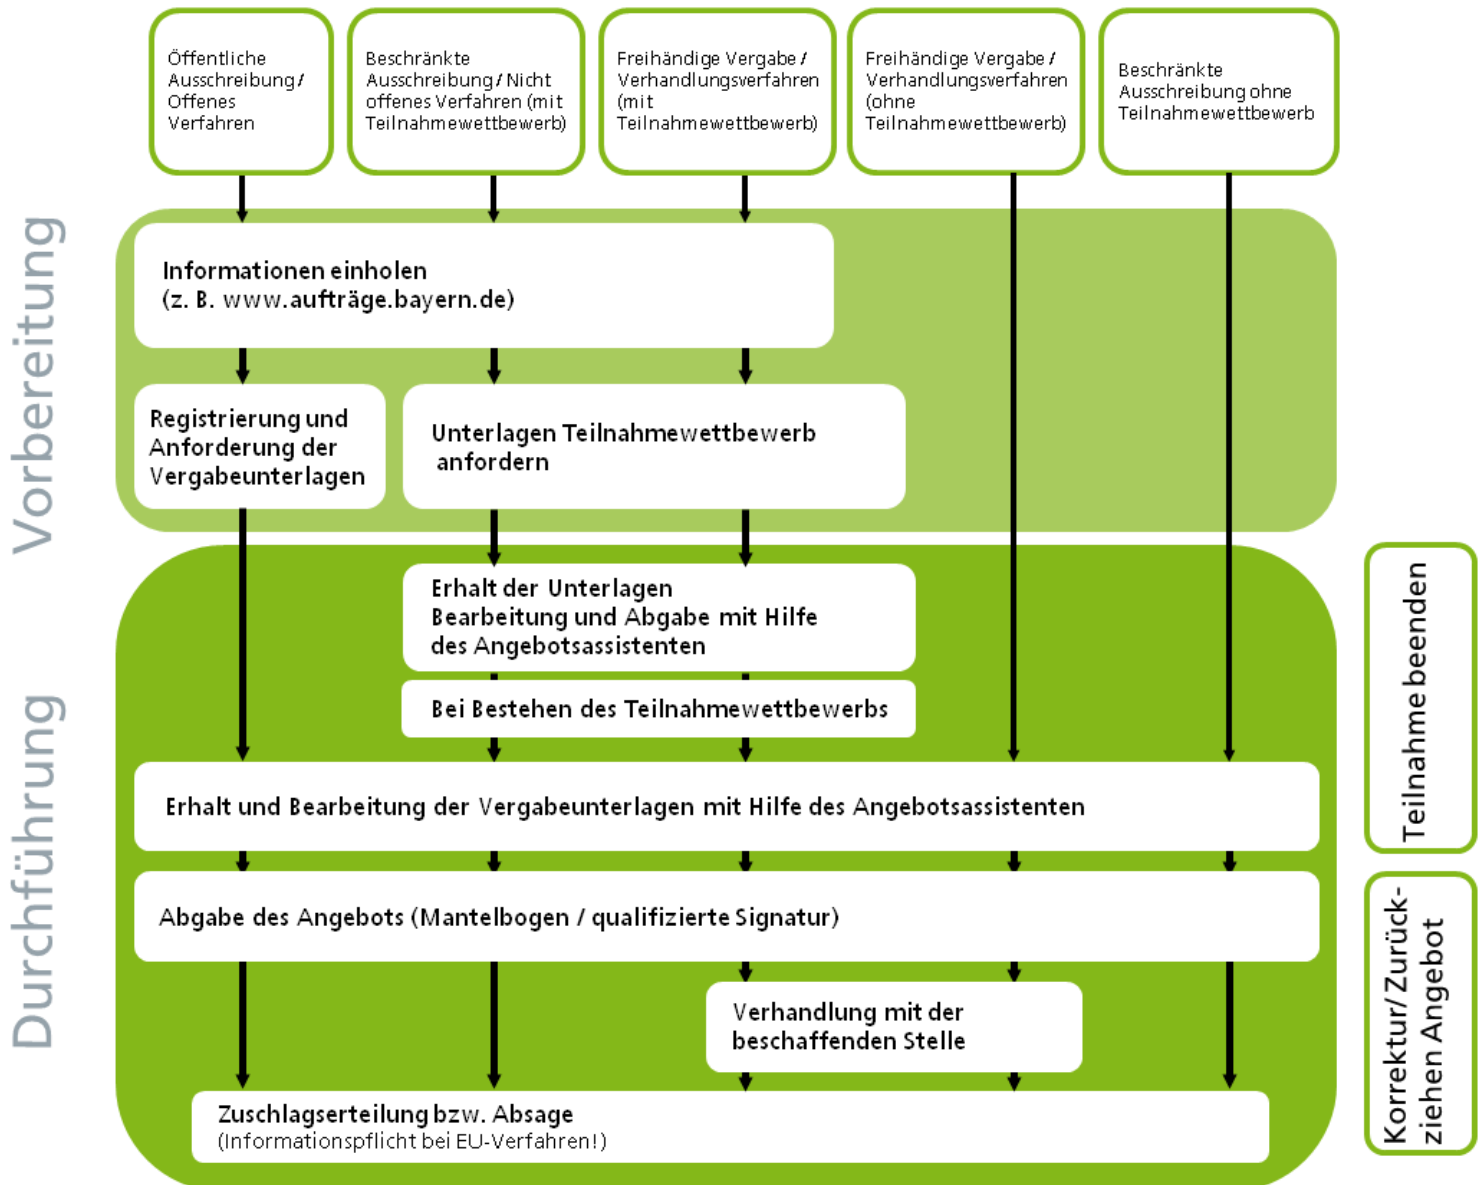 Öffentliche
Ausschreibung /
Offenes
Verfahren
Beschränkte
Ausschreibung / Nicht
offenes Verfahren (mit
Teilnahmewettbewerb)
Freihändige Vergabe /
Verhandlungsverfahren
(mit
Teilnahmewettbewerb)
Freihändige Vergabe /
Verhandlungsverfahren
(ohne
Teilnahmewettbewerb)
Beschränkte
Ausschreibung ohne
Teilnahmewettbewerb
Vorbereitung
Informationen einholen
(z. B. www.aufträge.bayern.de)
Registrierung und
Anforderung der
Vergabeunterlagen
Unterlagen Teilnahmewettbewerb
anfordern
Durchführung
Erhalt der Unterlagen
Bearbeitung und Abgabe mit Hilfe
des Angebotsassistenten
Bei Bestehen des Teilnahmewettbewerbs
Erhalt und Bearbeitung der Vergabeunterlagen mit Hilfe des Angebotsassistenten
Abgabe des Angebots (Mantelbogen / qualifizierte Signatur)
Verhandlung mit der
beschaffenden Stelle
Zuschlagserteilung bzw. Absage
(Informationspflicht bei EU-Verfahren!)
Teilnahme beenden
Korrektur/ Zurück-
ziehen Angebot